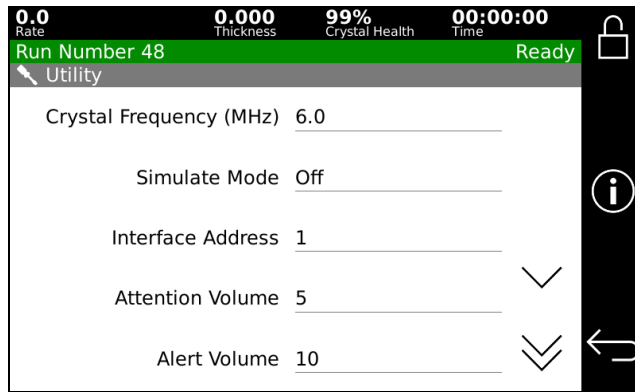 0.0 0.000 99% 00:00:00
Rate Thickness Crystal Health Time
Run Number 48 Ready
Utility
Crystal Frequency (MHz) 6.0
Simulate Mode Off
Interface Address 1
Attention Volume 5
Alert Volume 10